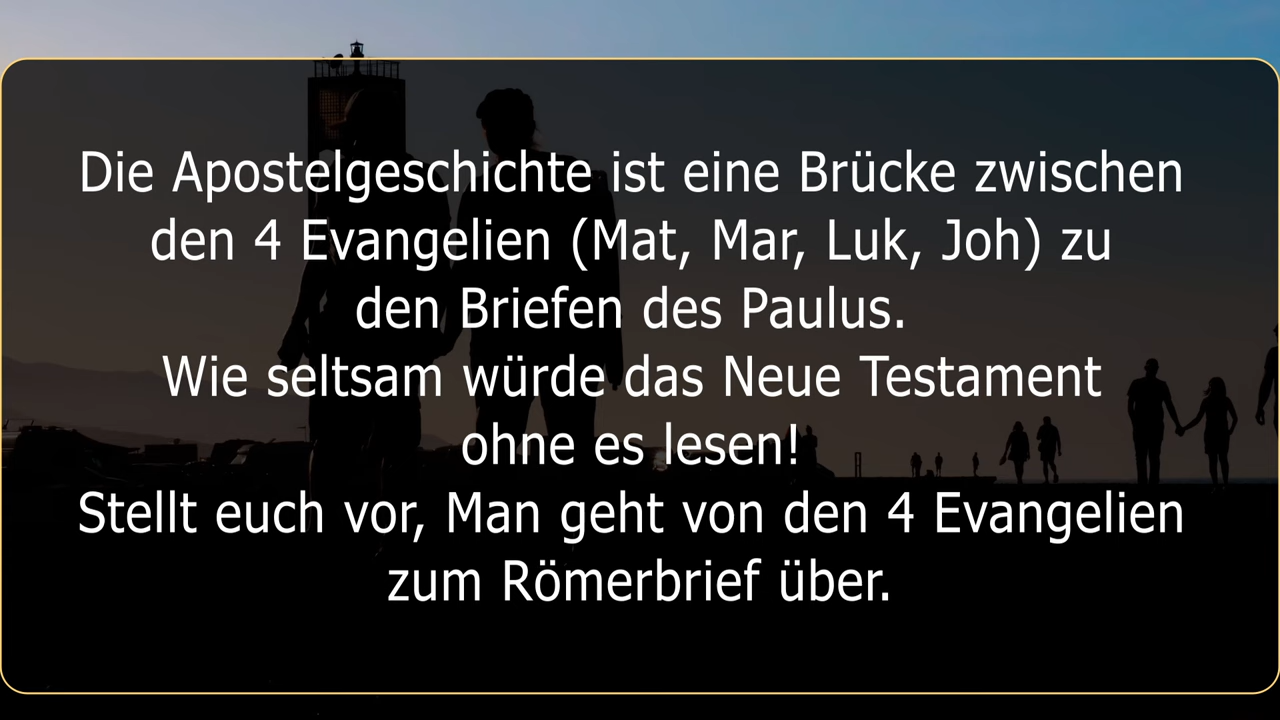 Die Apostelgeschichte ist eine Brücke zwischen
den 4 Evangelien (Mat, Mar, Luk, Joh) zu
den Briefen des Paulus.
Wie seltsam würde das Neue Testament
ohne es lesen!
Stellt euch vor, Man geht von den 4 Evangelien
zum Römerbrief über.